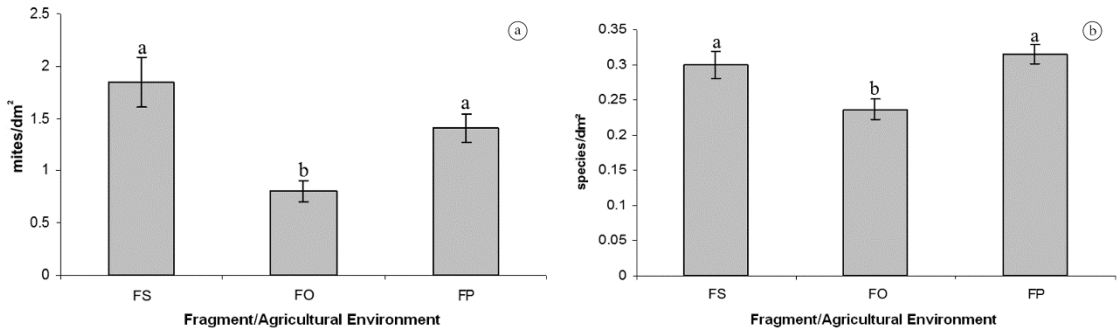 2.5
2
1.5
1
0.5
0
mites/dm²
a
b
a
a
FS
FO
FP
Fragment/Agricultural Environment
0.35
0.3
0.25
0.2
0.15
0.1
0.05
0
species/dm²
a
b
a
b
FS
FO
FP
Fragment/Agricultural Environment